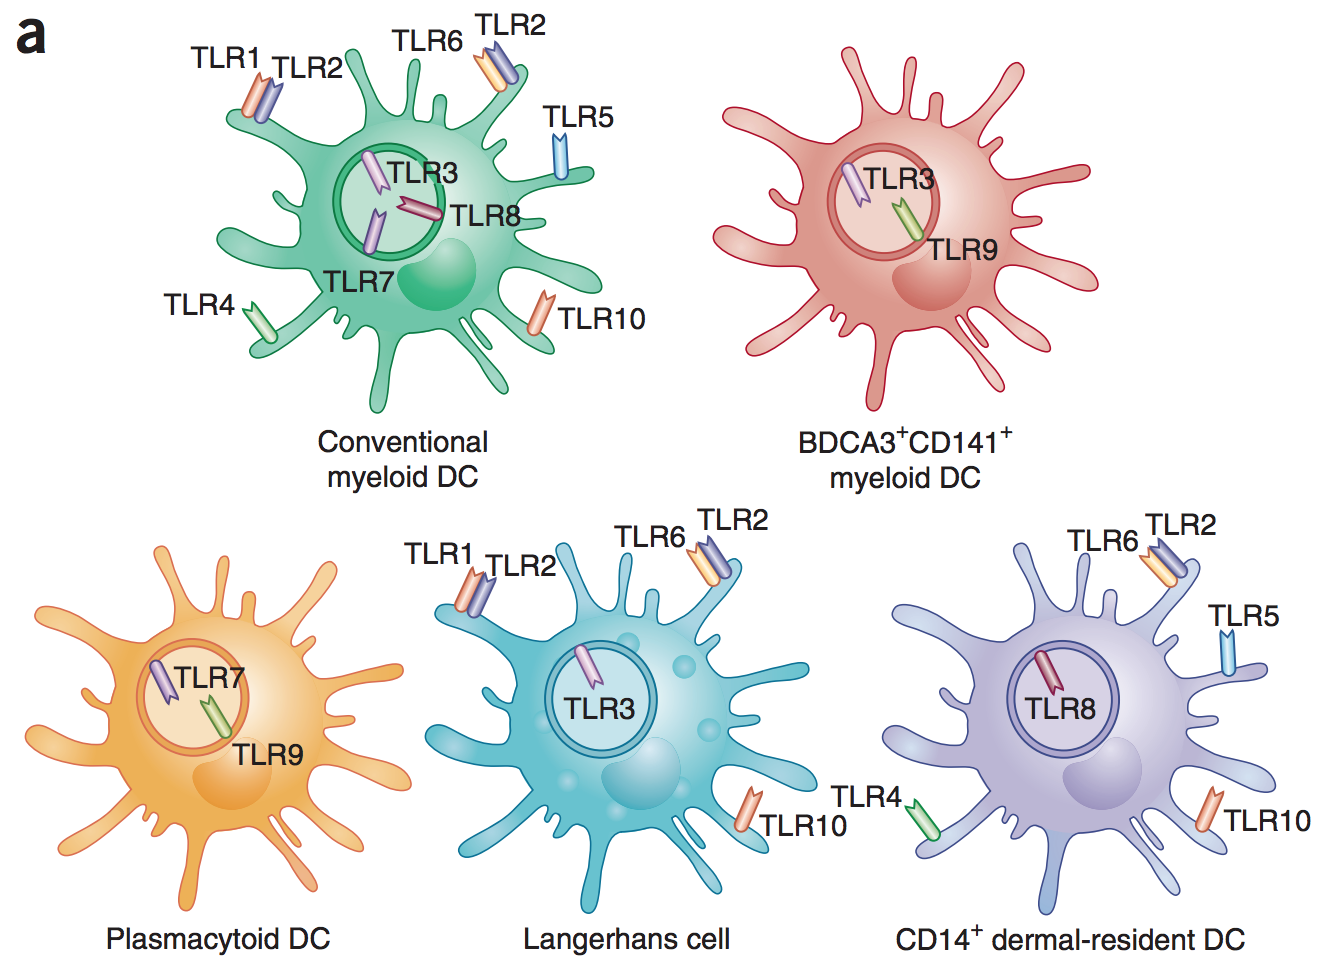 a
TLR1
TLR2
TLR6
TLR2
TLR5
TLR3
TLR8
TLR7
TLR4
TLR10
Conventional
myeloid DC
TLR3
TLR9
BDCA3⁺CD141⁺
myeloid DC
TLR7
TLR9
Plasmacytoid DC
TLR1
TLR2
TLR6
TLR2
TLR3
TLR10
Langerhans cell
TLR6
TLR2
TLR5
TLR8
TLR4
TLR10
CD14⁺ dermal-resident DC